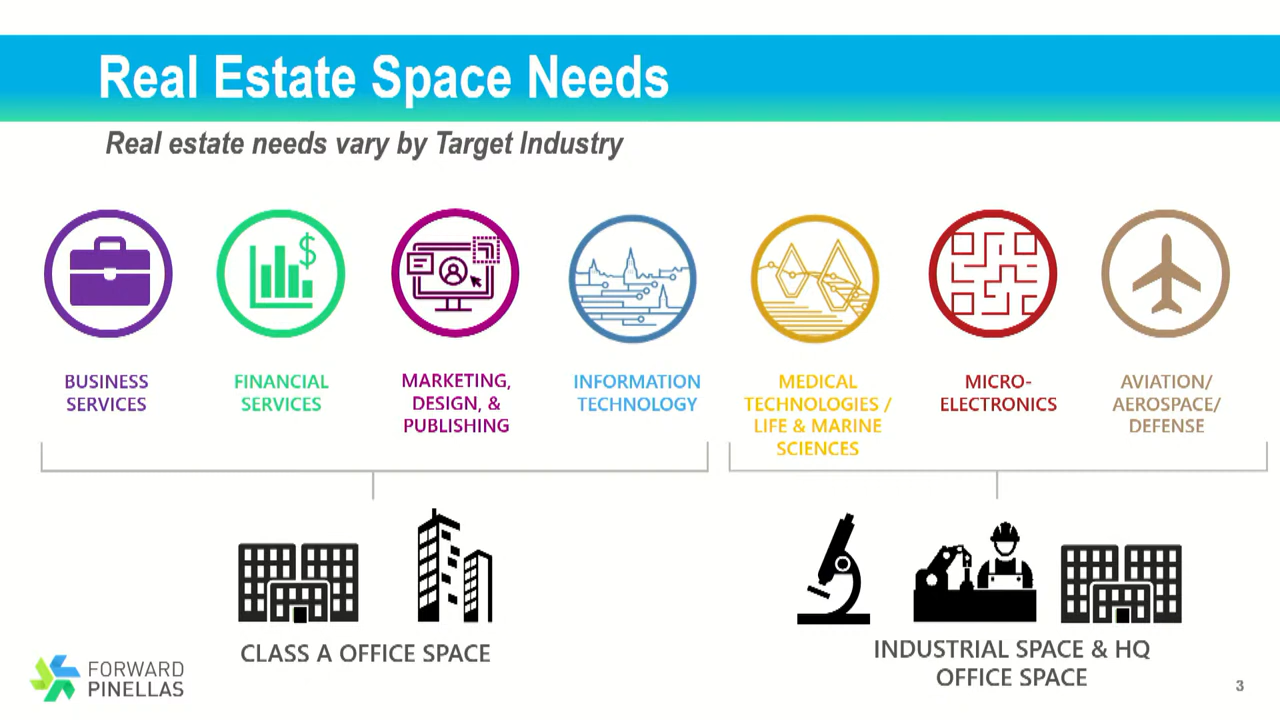 Real Estate Space Needs
Real estate needs vary by Target Industry
$
BUSINESS
SERVICES
FINANCIAL
SERVICES
MARKETING,
DESIGN, &
PUBLISHING
INFORMATION
TECHNOLOGY
MEDICAL
TECHNOLOGIES /
LIFE & MARINE
SCIENCES
MICRO-
ELECTRONICS
AVIATION/
AEROSPACE/
DEFENSE
CLASS A OFFICE SPACE
INDUSTRIAL SPACE & HQ
OFFICE SPACE
FORWARD
PINELLAS
3